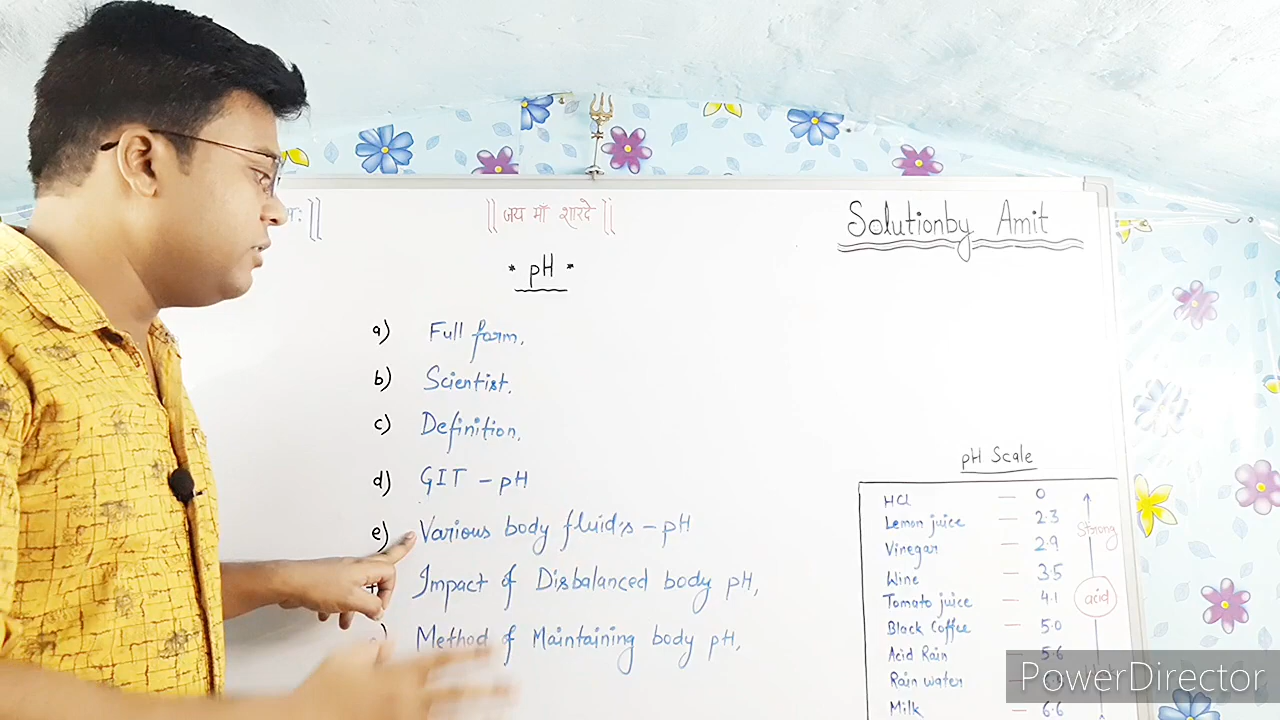 || जय माँ शारदे ||
Solutionby Amit
* pH *
a) Full form.
b) Scientist.
c) Definition.
d) GIT - pH
e) Various body fluid's - pH
Impact of Disbalanced body pH,
Method of Maintaining body pH,
pH Scale
HCl — 0
Lemon juice — 2.3
Vinegar — 2.9
Wine — 3.5
Tomato juice — 4.1
Black Coffee — 5.0
Acid Rain — 5.6
Rain water —
Milk — 6.6
Strong
acid
PowerDirector